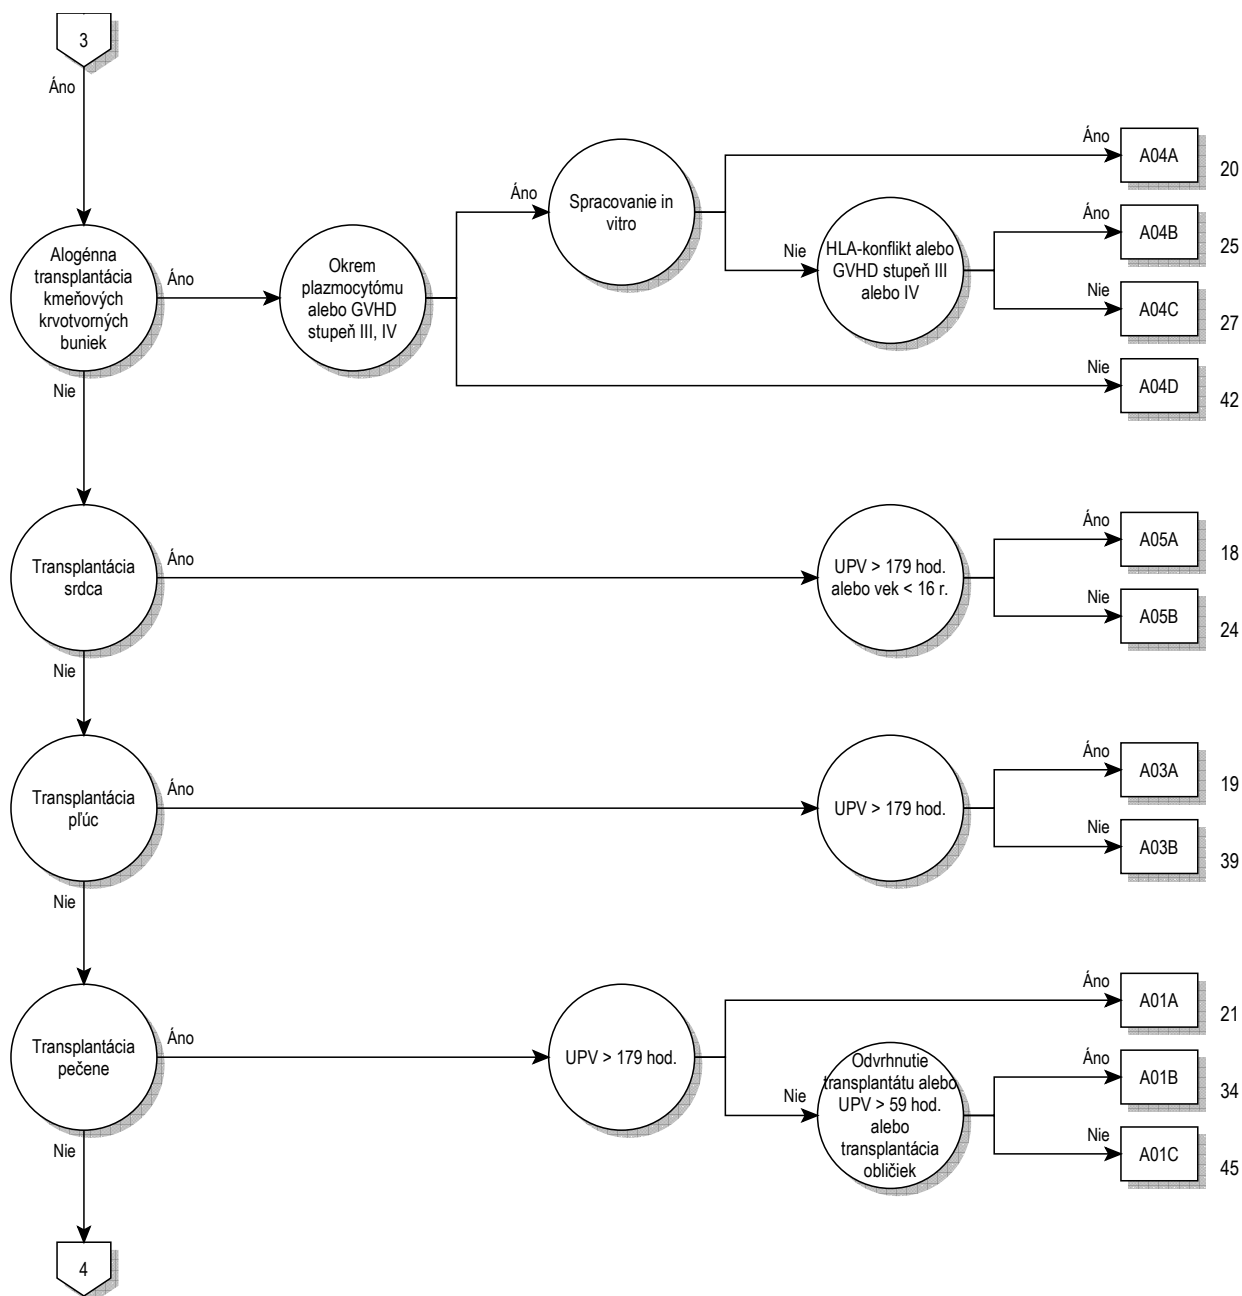 3
Áno
Alogénna
transplantácia
kmeňových
krvotvorných
buniek
Áno
Okrem
plazmocytómu
alebo GVHD
stupeň III, IV
Áno
Spracovanie in
vitro
Áno
A04A
20
Nie
HLA-konflikt alebo
GVHD stupeň III
alebo IV
Áno
A04B
25
Nie
A04C
27
Nie
A04D
42
Nie
Transplantácia
srdca
Áno
UPV > 179 hod.
alebo vek < 16 r.
Áno
A05A
18
Nie
A05B
24
Nie
Transplantácia
pľúc
Áno
UPV > 179 hod.
Áno
A03A
19
Nie
A03B
39
Nie
Transplantácia
pečene
Áno
UPV > 179 hod.
Áno
A01A
21
Nie
Odvrhnutie
transplantátu alebo
UPV > 59 hod.
alebo
transplantácia
obličiek
Áno
A01B
34
Nie
A01C
45
Nie
4